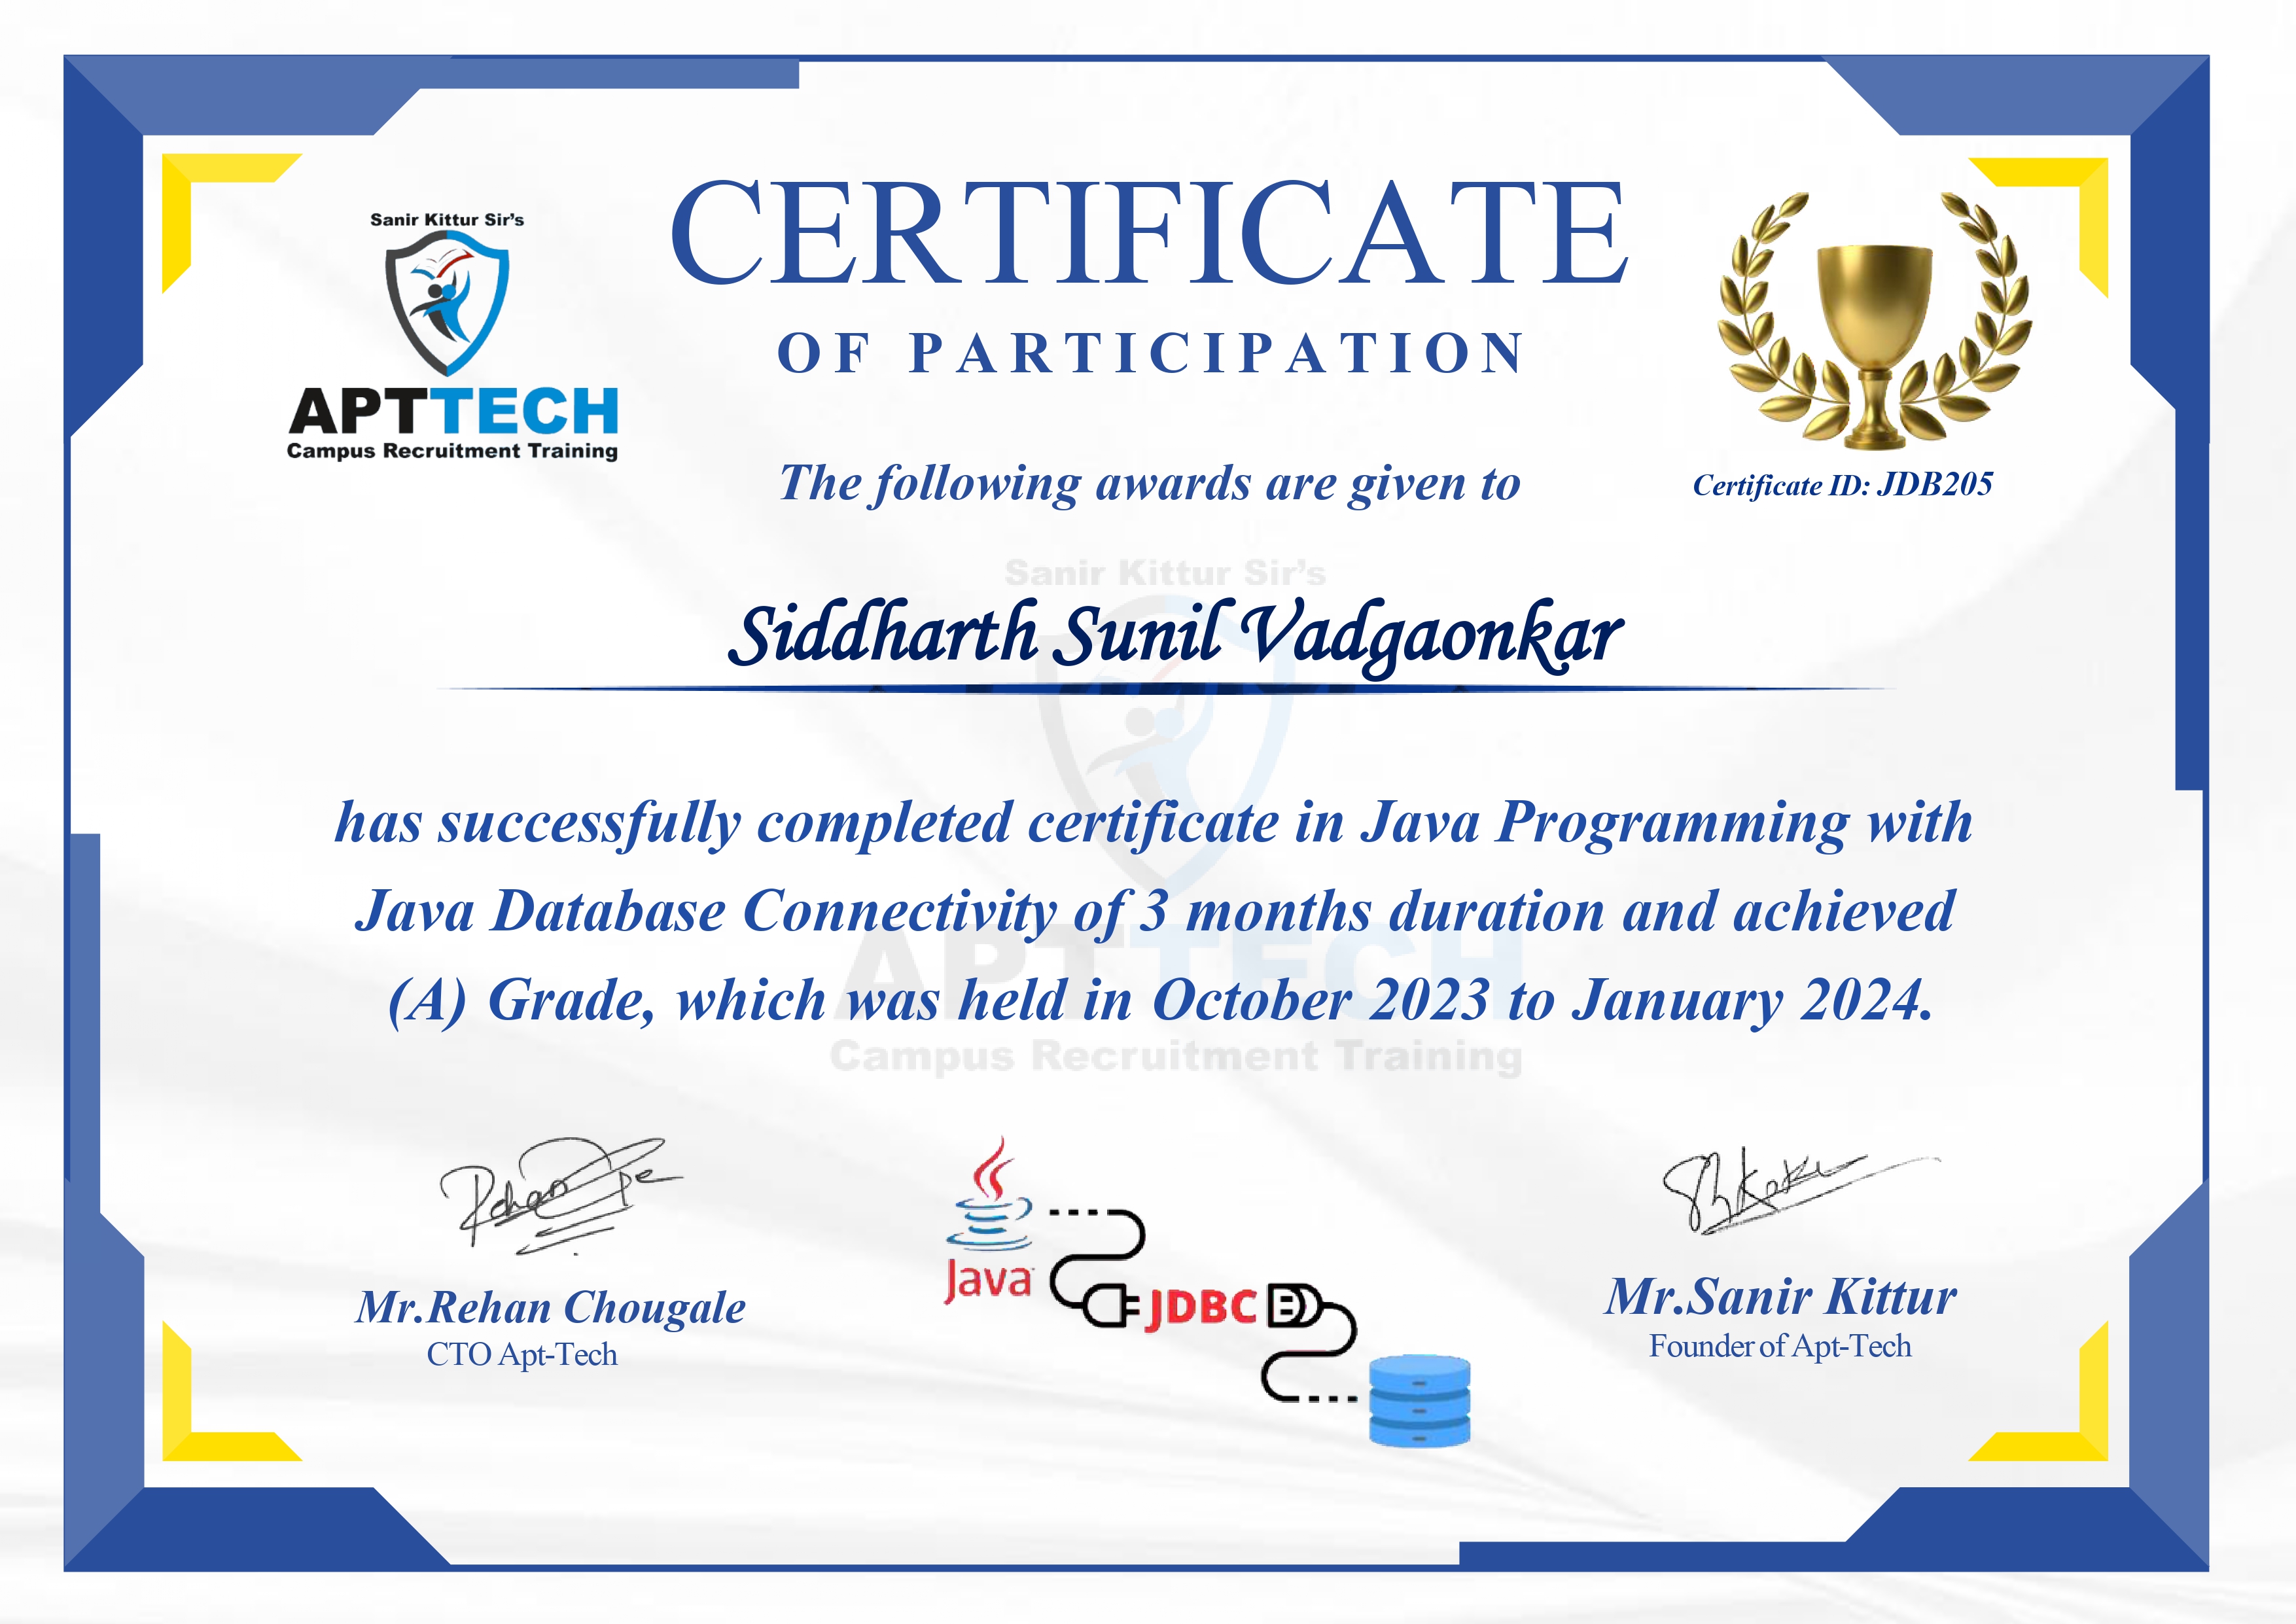 Sanir Kittur Sir's
APTTECH
Campus Recruitment Training
CERTIFICATE
OF PARTICIPATION
The following awards are given to
Certificate ID: JDB205
Sanir Kittur Sir's
Siddharth Sunil Vadgaonkar
has successfully completed certificate in Java Programming with
Java Database Connectivity of 3 months duration and achieved
APTTECH
(A) Grade, which was held in October 2023 to January 2024.
Campus Recruitment Training
Mr.Rehan Chougale
CTO Apt-Tech
Java
JDBC
Mr.Sanir Kittur
Founder of Apt-Tech